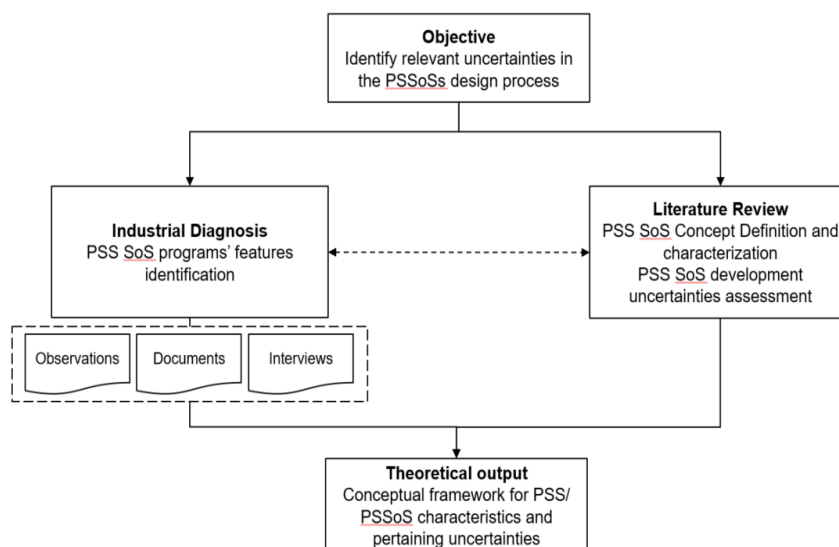 Objective
Identify relevant uncertainties in
the PSSoSs design process
Industrial Diagnosis
PSS SoS programs' features
identification
Literature Review
PSS SoS Concept Definition and
characterization
PSS SoS development
uncertainties assessment
Observations
Documents
Interviews
Theoretical output
Conceptual framework for PSS/
PSSoS characteristics and
pertaining uncertainties